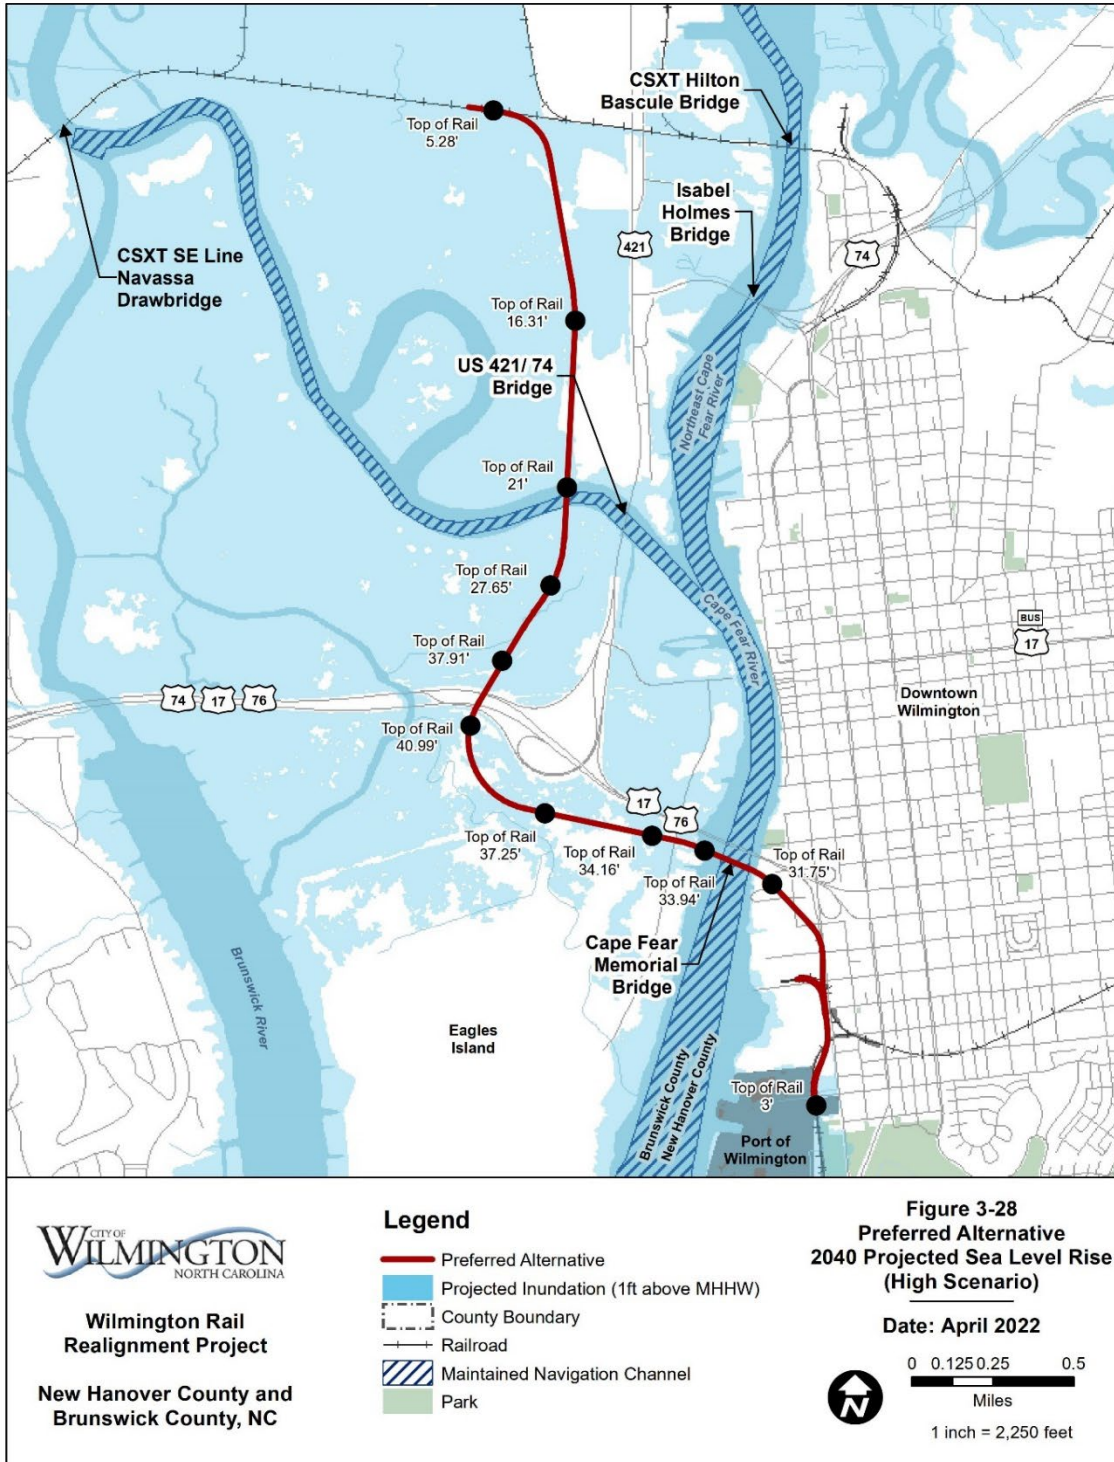 CSXT Hilton
Bascule Bridge
Top of Rail
5.28'
Isabel
Holmes
Bridge
421
74
CSXT SE Line
Navassa
Drawbridge
Top of Rail
16.31'
US 421/ 74
Bridge
Northeast Cape
Fear River
Top of Rail
21'
Top of Rail
27.65'
Cape Fear River
BUS
17
Top of Rail
37.91'
74 17 76
Downtown
Wilmington
Top of Rail
40.99'
17
76
Top of Rail
37.25'
Top of Rail
34.16'
Top of Rail
33.94'
Top of Rail
31.75'
Cape Fear
Memorial
Bridge
Brunswick River
Eagles
Island
Brunswick County
New Hanover County
Top of Rail
3'
Port of
Wilmington
CITY OF
WILMINGTON
NORTH CAROLINA
Wilmington Rail
Realignment Project
New Hanover County and
Brunswick County, NC
Legend
Preferred Alternative
Projected Inundation (1ft above MHHW)
County Boundary
Railroad
Maintained Navigation Channel
Park
Figure 3-28
Preferred Alternative
2040 Projected Sea Level Rise
(High Scenario)
Date: April 2022
N
0 0.125 0.25 0.5
Miles
1 inch = 2,250 feet